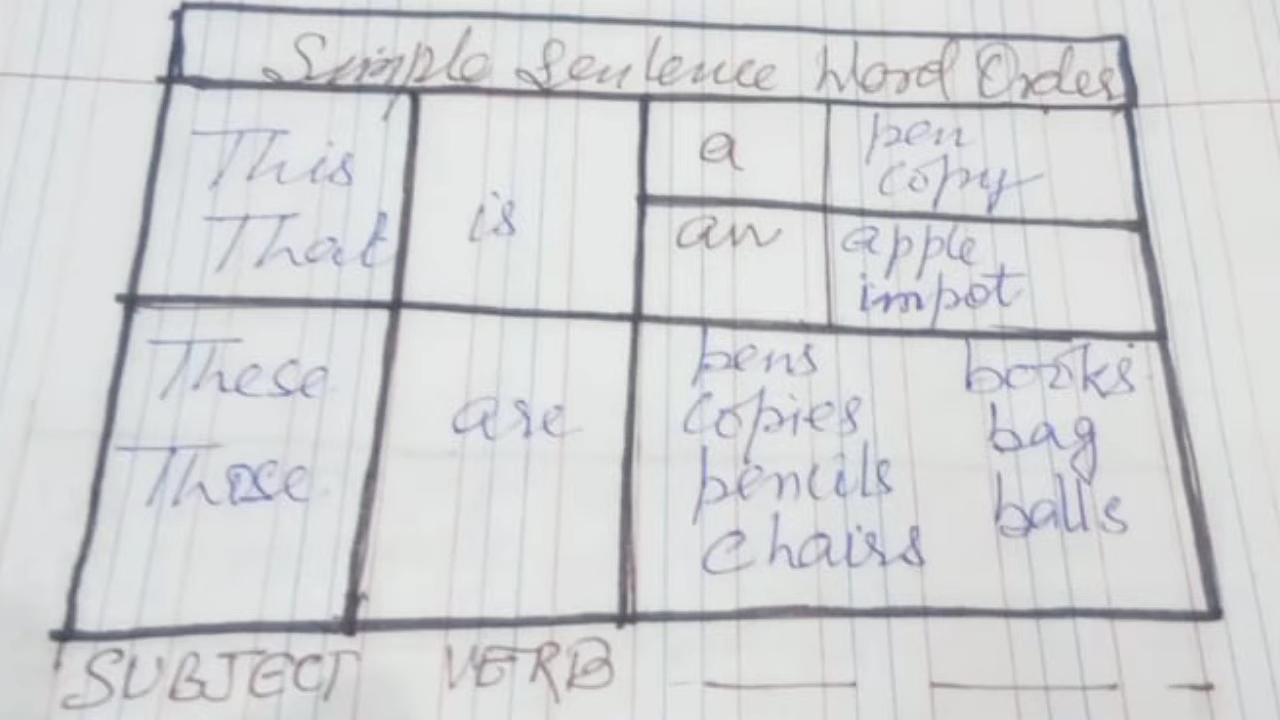 Simple Sentence Word Order
This
That
is
a
pen
copy
an
apple
impot
These
Those
are
pens
copies
pencils
chairs
books
bag
balls
SUBJECT VERB